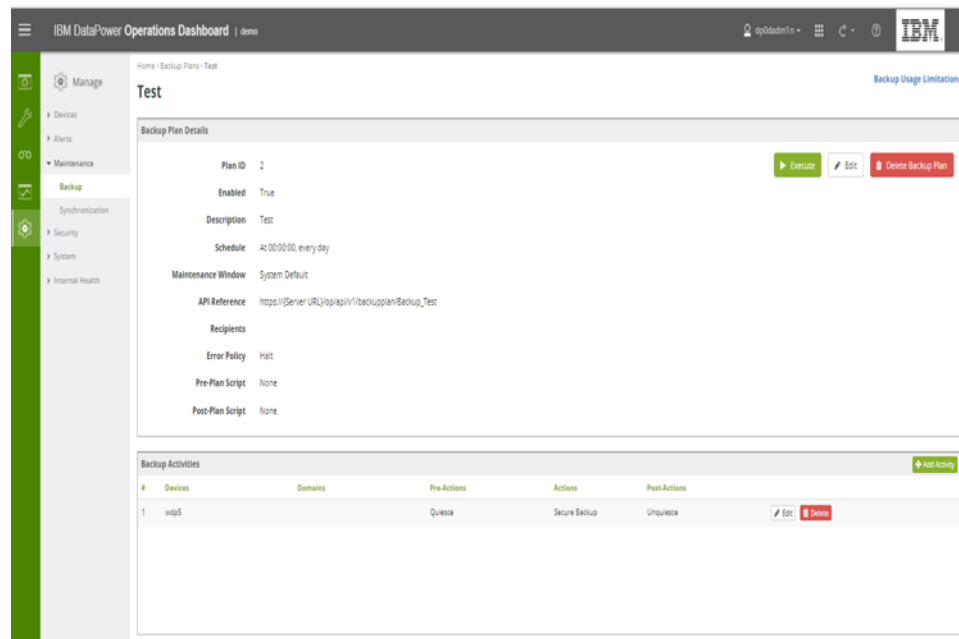 IBM DataPower Operations Dashboard | demo
dp0dadm1n
IBM
Manage
Devices
Alerts
Maintenance
Backup
Synchronization
Security
System
Internal Health
Home › Backup Plans › Test
Test
Backup Usage Limitation
Backup Plan Details
Execute
Edit
Delete Backup Plan
Plan ID 2
Enabled True
Description Test
Schedule At 00:00:00, every day
Maintenance Window System Default
API Reference https://{Server URL}/op/api/v1/backupplan/Backup_Test
Recipients
Error Policy Halt
Pre-Plan Script None
Post-Plan Script None
Backup Activities
Add Activity
# Devices Domains Pre-Actions Actions Post-Actions
1 wdp5 Quiesce Secure Backup Unquiesce Edit Delete